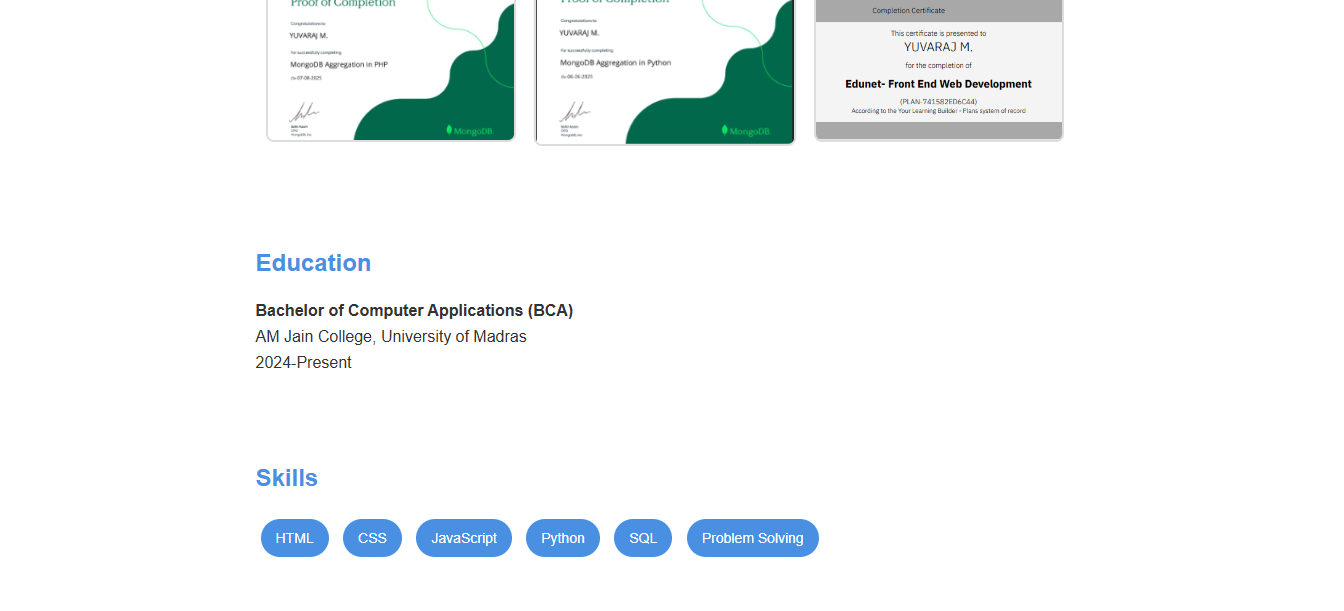 Proof of Completion
Congratulations to
YUVARAJ M.
For successfully completing
MongoDB Aggregation in PHP
MongoDB
Proof of Completion
Congratulations to
YUVARAJ M.
For successfully completing
MongoDB Aggregation in Python
MongoDB
Completion Certificate
This certificate is presented to
YUVARAJ M.
for the completion of
Edunet- Front End Web Development
(PLAN-741582ED6C44)
According to the Your Learning Builder - Plans system of record
Education
Bachelor of Computer Applications (BCA)
AM Jain College, University of Madras
2024-Present
Skills
HTML CSS JavaScript Python SQL Problem Solving